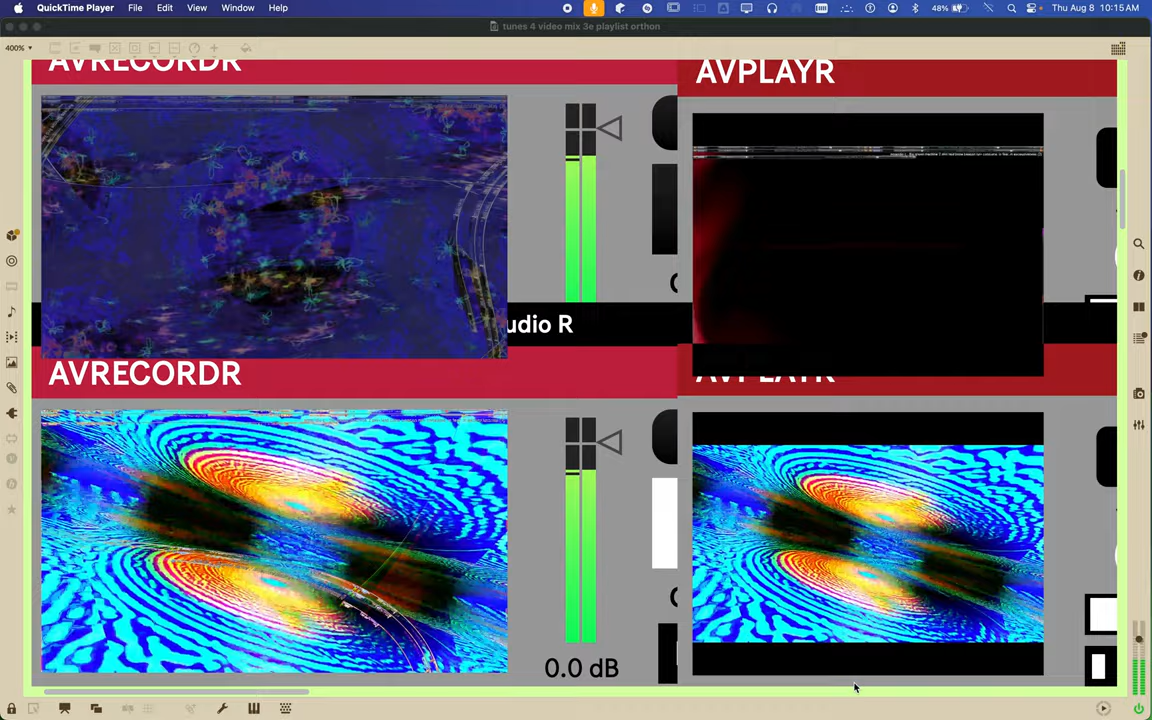 QuickTime Player File Edit View Window Help 48% Thu Aug 8 10:15 AM
tunes 4 video mix 3e playlist orthon
400%
AVRECORDR
AVPLAYR
udio R
AVRECORDR
AVPLAYR
0.0 dB